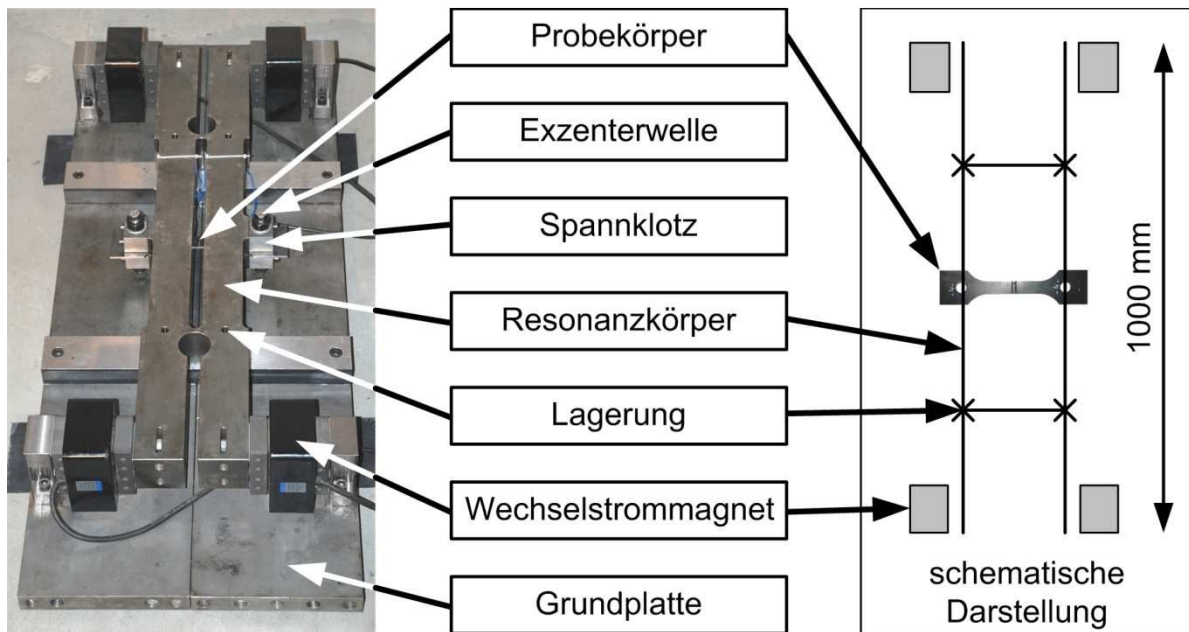 Probekörper
Exzenterwelle
Spannklotz
Resonanzkörper
Lagerung
Wechselstrommagnet
Grundplatte
1000 mm
schematische
Darstellung